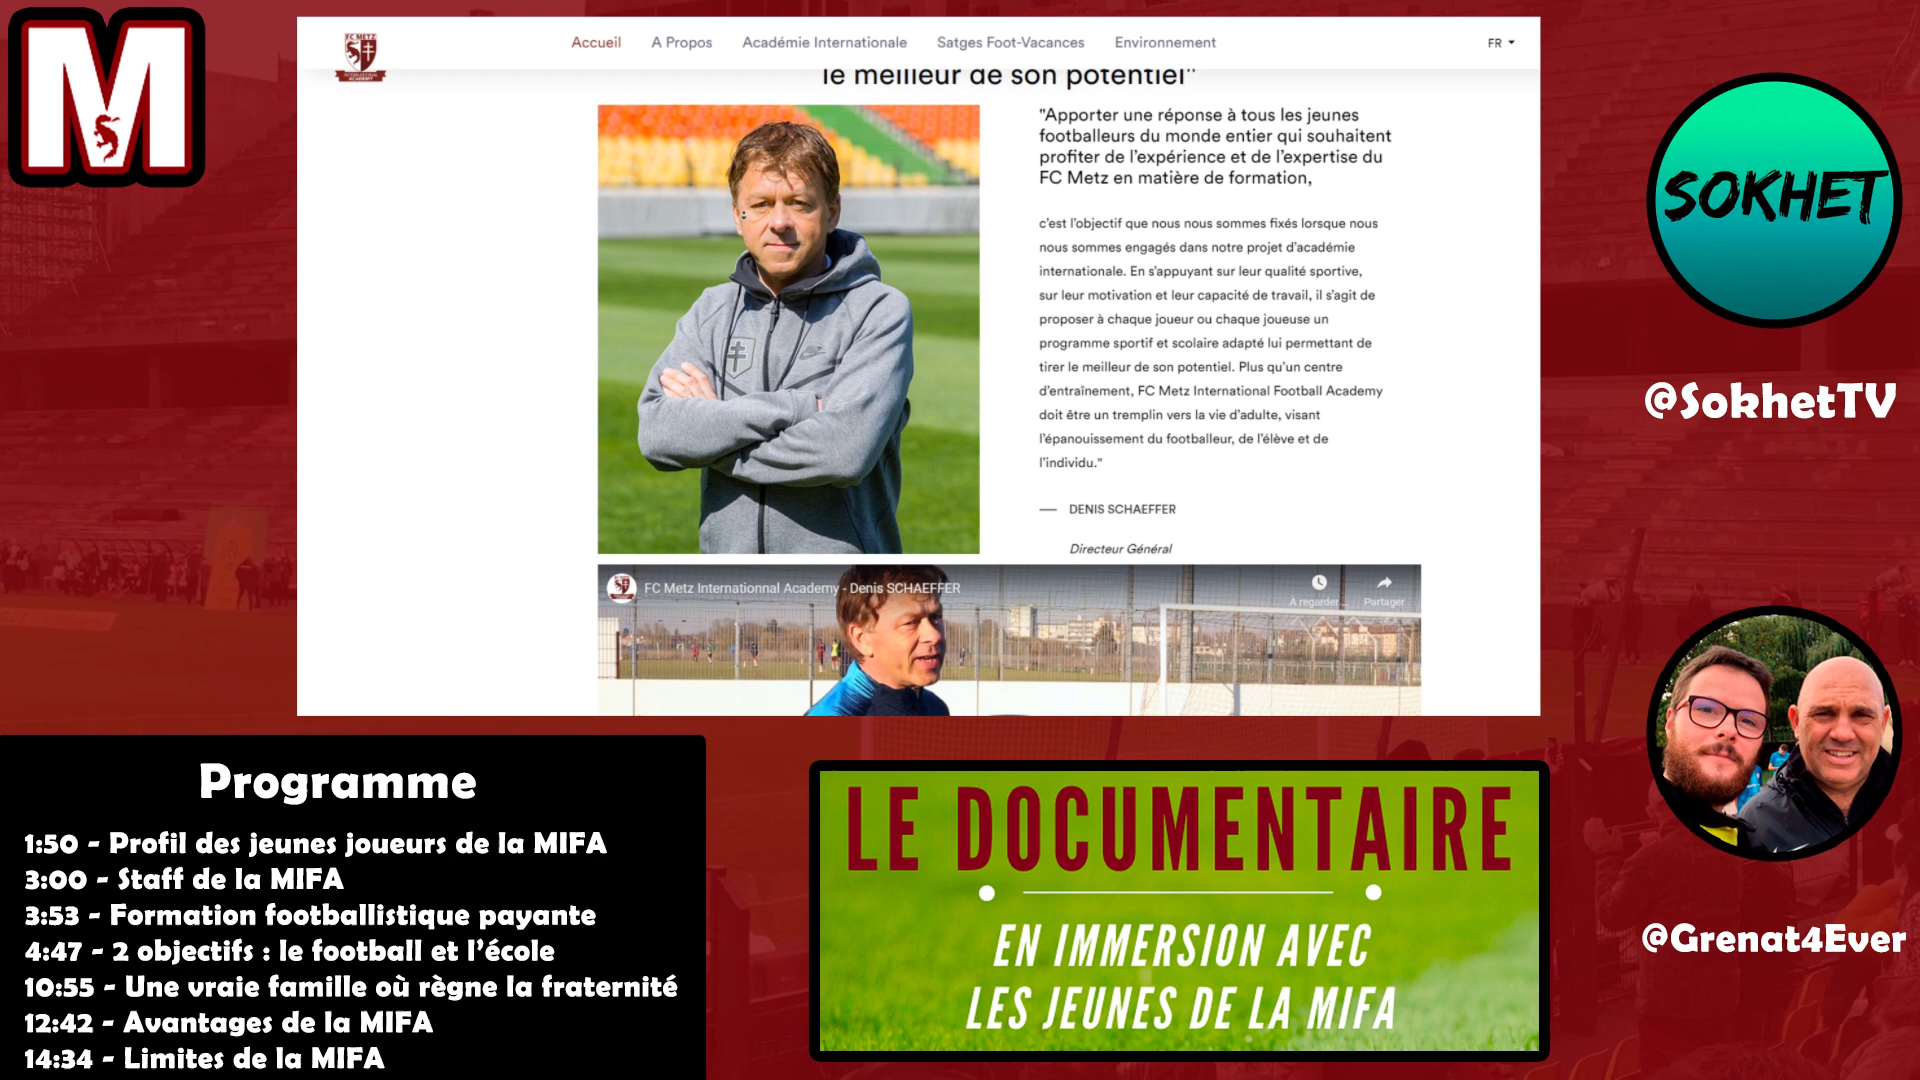 M
FC METZ
INTERNATIONAL
ACADEMY
Accueil
A Propos
Académie Internationale
Satges Foot-Vacances
Environnement
FR
le meilleur de son potentiel"
"Apporter une réponse à tous les jeunes
footballeurs du monde entier qui souhaitent
profiter de l'expérience et de l'expertise du
FC Metz en matière de formation,
c'est l'objectif que nous nous sommes fixés lorsque nous
nous sommes engagés dans notre projet d'académie
internationale. En s'appuyant sur leur qualité sportive,
sur leur motivation et leur capacité de travail, il s'agit de
proposer à chaque joueur ou chaque joueuse un
programme sportif et scolaire adapté lui permettant de
tirer le meilleur de son potentiel. Plus qu'un centre
d'entraînement, FC Metz International Football Academy
doit être un tremplin vers la vie d'adulte, visant
l'épanouissement du footballeur, de l'élève et de
l'individu."
— DENIS SCHAEFFER
Directeur Général
FC Metz Internationnal Academy - Denis SCHAEFFER
À regarder...
Partager
SOKHET
@SokhetTV
@Grenat4Ever
Programme
1:50 - Profil des jeunes joueurs de la MIFA
3:00 - Staff de la MIFA
3:53 - Formation footballistique payante
4:47 - 2 objectifs : le football et l'école
10:55 - Une vraie famille où règne la fraternité
12:42 - Avantages de la MIFA
14:34 - Limites de la MIFA
LE DOCUMENTAIRE
EN IMMERSION AVEC
LES JEUNES DE LA MIFA